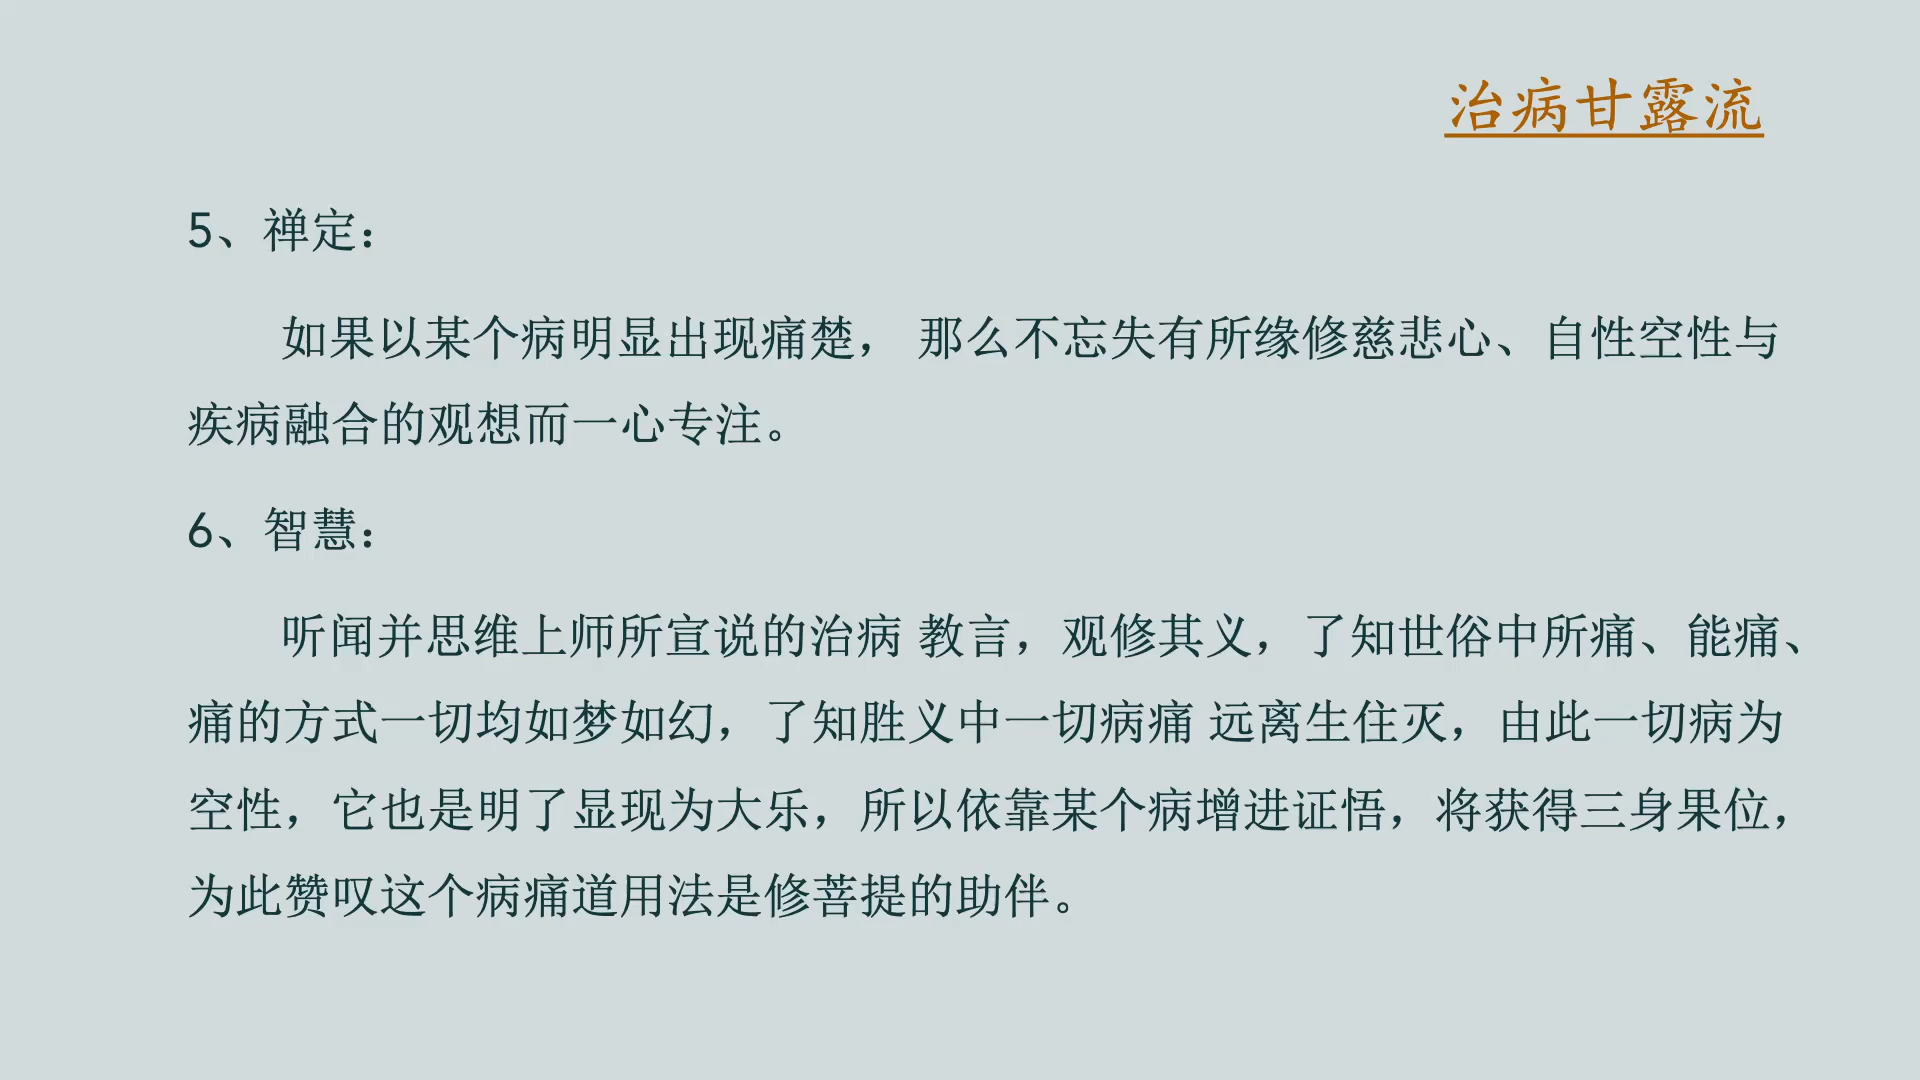 治病甘露流
5、禅定：
如果以某个病明显出现痛楚， 那么不忘失有所缘修慈悲心、自性空性与
疾病融合的观想而一心专注。
6、智慧：
听闻并思维上师所宣说的治病 教言，观修其义，了知世俗中所痛、能痛、
痛的方式一切均如梦如幻，了知胜义中一切病痛 远离生住灭，由此一切病为
空性，它也是明了显现为大乐，所以依靠某个病增进证悟，将获得三身果位，
为此赞叹这个病痛道用法是修菩提的助伴。